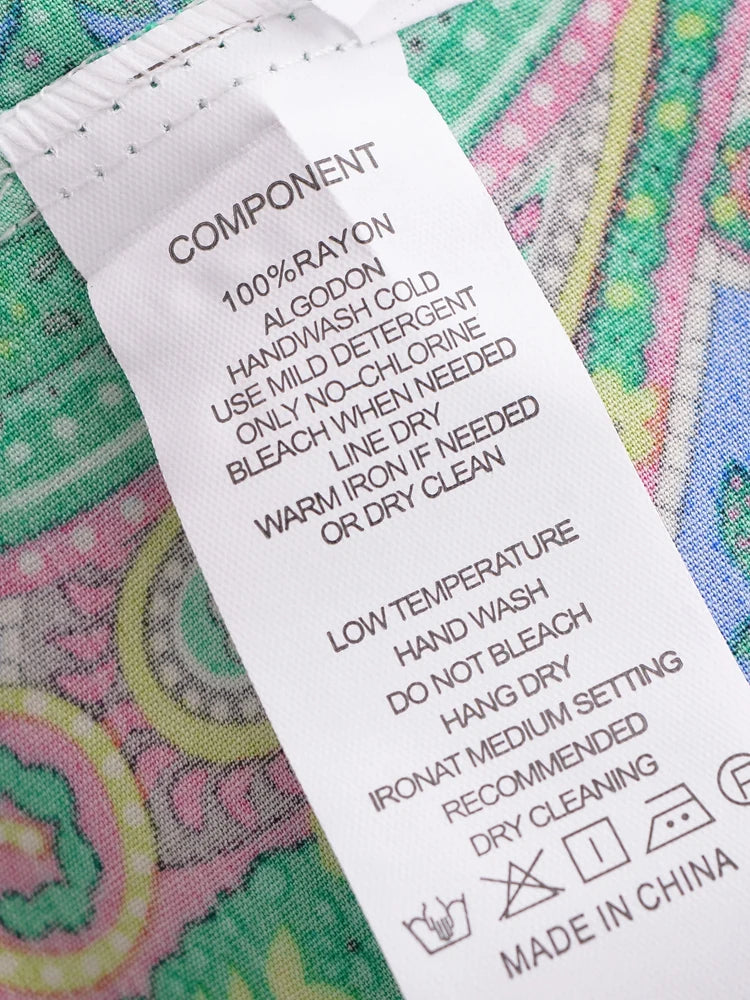 COMPONENT
100%RAYON
ALGODON
HANDWASH COLD
USE MILD DETERGENT
ONLY NO-CHLORINE
BLEACH WHEN NEEDED
LINE DRY
WARM IRON IF NEEDED
OR DRY CLEAN
LOW TEMPERATURE
HAND WASH
DO NOT BLEACH
HANG DRY
IRONAT MEDIUM SETTING
RECOMMENDED
DRY CLEANING
P
MADE IN CHINA